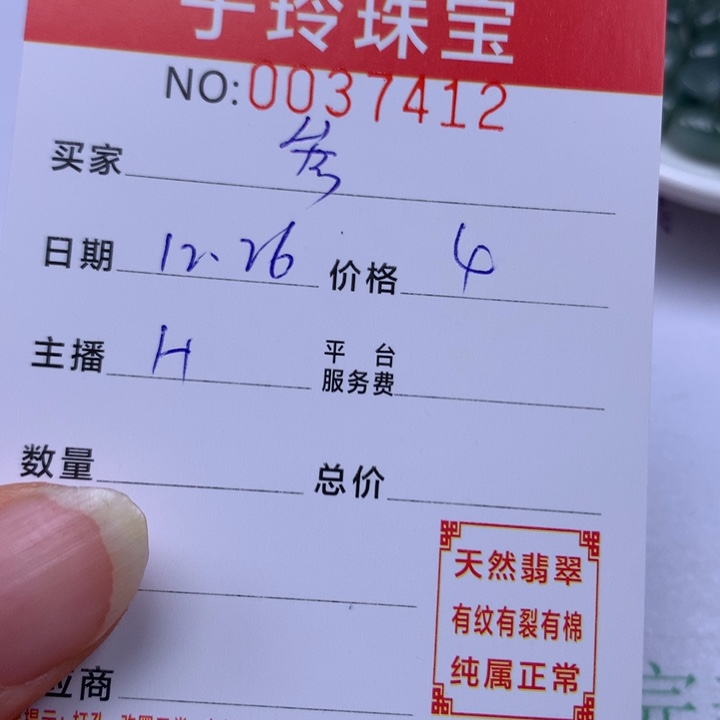 玲珠宝
NO:0037412
买家
日期 12.26 价格 4
主播 H 平台服务费
数量 总价
天然翡翠
有纹有裂有棉
纯属正常
应商